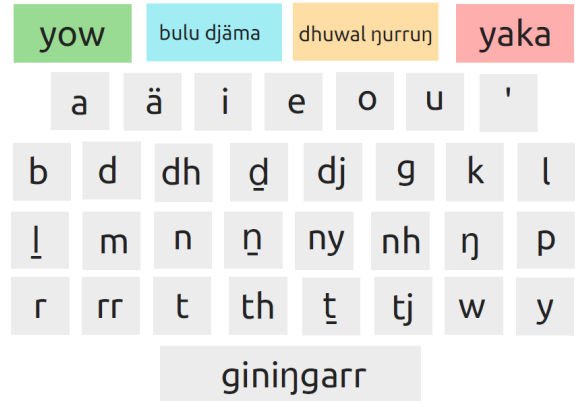 yow bulu djäma dhuwal ŋurruŋ yaka
a ä i e o u '
b d dh d̲ dj g k l
l̲ m n n̲ ny nh ŋ p
r rr t th t̲ tj w y
giniŋgarr